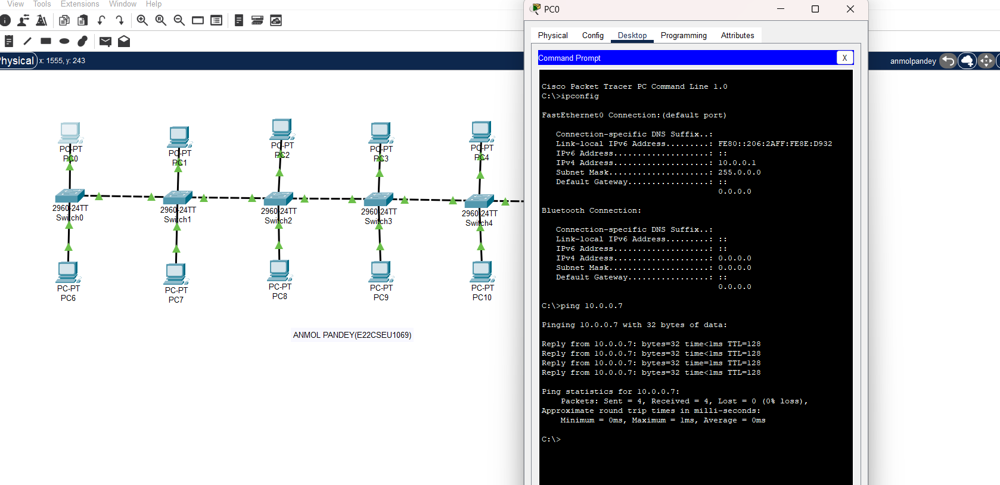 View Tools Extensions Window Help
Physical x: 1555, y: 243
PC-PT
PC0
PC-PT
PC1
PC-PT
PC2
PC-PT
PC3
PC-PT
PC4
2960-24TT
Switch0
2960-24TT
Switch1
2960-24TT
Switch2
2960-24TT
Switch3
2960-24TT
Switch4
PC-PT
PC6
PC-PT
PC7
PC-PT
PC8
PC-PT
PC9
PC-PT
PC10
ANMOL PANDEY(E22CSEU1069)
PC0
Physical Config Desktop Programming Attributes
Command Prompt X
Cisco Packet Tracer PC Command Line 1.0
C:\>ipconfig
FastEthernet0 Connection:(default port)
Connection-specific DNS Suffix..:
Link-local IPv6 Address.........: FE80::206:2AFF:FE8E:D932
IPv6 Address....................: ::
IPv4 Address....................: 10.0.0.1
Subnet Mask.....................: 255.0.0.0
Default Gateway.................: ::
0.0.0.0
Bluetooth Connection:
Connection-specific DNS Suffix..:
Link-local IPv6 Address.........: ::
IPv6 Address....................: ::
IPv4 Address....................: 0.0.0.0
Subnet Mask.....................: 0.0.0.0
Default Gateway.................: ::
0.0.0.0
C:\>ping 10.0.0.7
Pinging 10.0.0.7 with 32 bytes of data:
Reply from 10.0.0.7: bytes=32 time<1ms TTL=128
Reply from 10.0.0.7: bytes=32 time<1ms TTL=128
Reply from 10.0.0.7: bytes=32 time=1ms TTL=128
Reply from 10.0.0.7: bytes=32 time<1ms TTL=128
Ping statistics for 10.0.0.7:
Packets: Sent = 4, Received = 4, Lost = 0 (0% loss),
Approximate round trip times in milli-seconds:
Minimum = 0ms, Maximum = 1ms, Average = 0ms
C:\>
anmolpandey